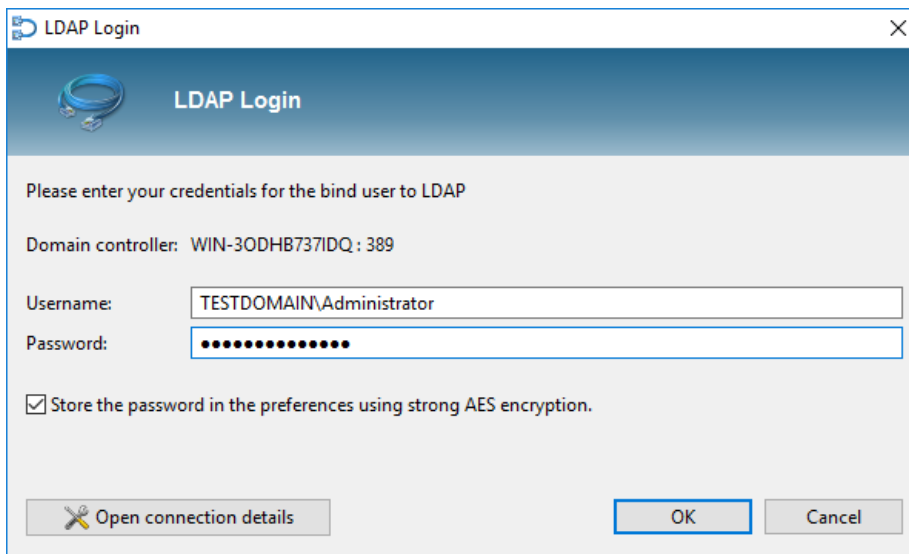 LDAP Login
LDAP Login
Please enter your credentials for the bind user to LDAP
Domain controller: WIN-3ODHB737IDQ : 389
Username: TESTDOMAIN\Administrator
Password: ●●●●●●●●●●●●●●
Store the password in the preferences using strong AES encryption.
Open connection details OK Cancel